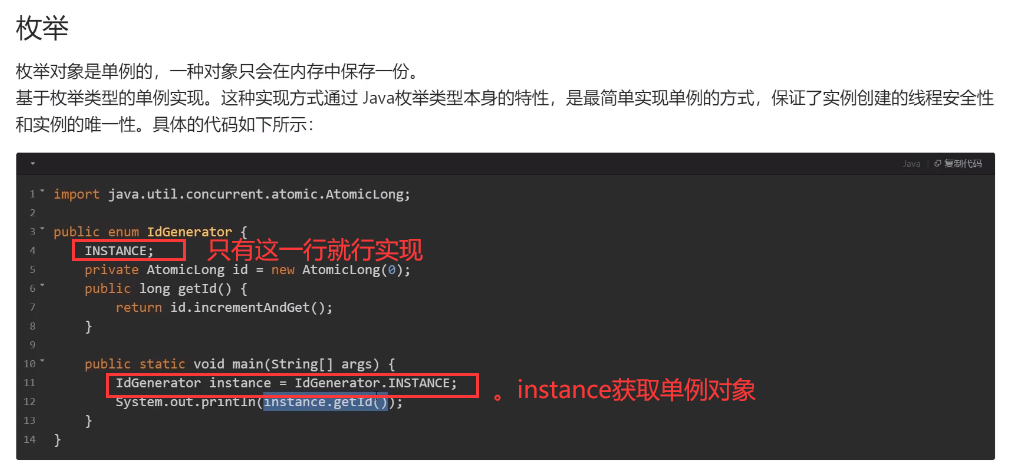 枚举
枚举对象是单例的，一种对象只会在内存中保存一份。
基于枚举类型的单例实现。这种实现方式通过 Java枚举类型本身的特性，是最简单实现单例的方式，保证了实例创建的线程安全性
和实例的唯一性。具体的代码如下所示：
Java 复制代码
1 import java.util.concurrent.atomic.AtomicLong;
2
3 public enum IdGenerator {
4 INSTANCE; 只有这一行就行实现
5 private AtomicLong id = new AtomicLong(0);
6 public long getId() {
7 return id.incrementAndGet();
8 }
9
10 public static void main(String[] args) {
11 IdGenerator instance = IdGenerator.INSTANCE; 。instance获取单例对象
12 System.out.println(instance.getId());
13 }
14 }